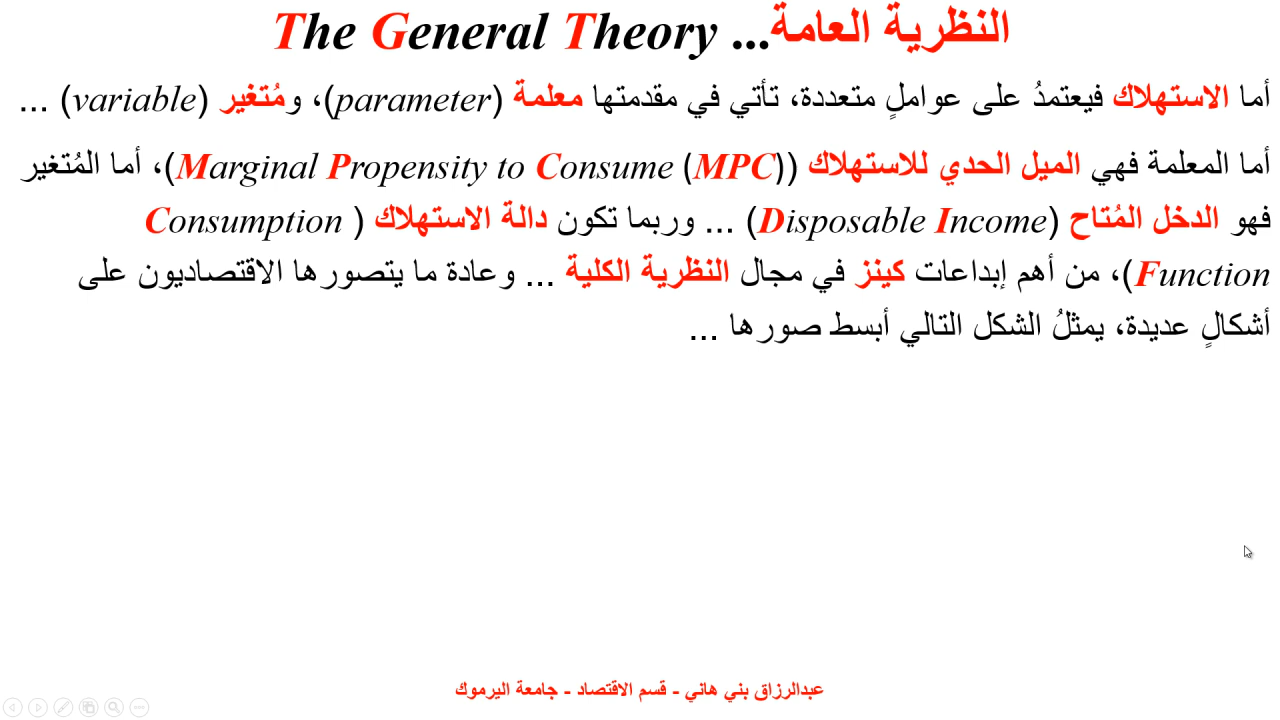 النظرية العامة... The General Theory
أما الاستهلاك فيعتمدُ على عواملٍ متعددة، تأتي في مقدمتها معلمة (parameter)، ومُتغير (variable) ...
أما المعلمة فهي الميل الحدي للاستهلاك ((Marginal Propensity to Consume (MPC)، أما المُتغير
فهو الدخل المُتاح (Disposable Income) ... وربما تكون دالة الاستهلاك (Consumption
Function)، من أهم إبداعات كينز في مجال النظرية الكلية ... وعادة ما يتصورها الاقتصاديون على
أشكالٍ عديدة، يمثلُ الشكل التالي أبسط صورها ...
عبدالرزاق بني هاني - قسم الاقتصاد - جامعة اليرموك